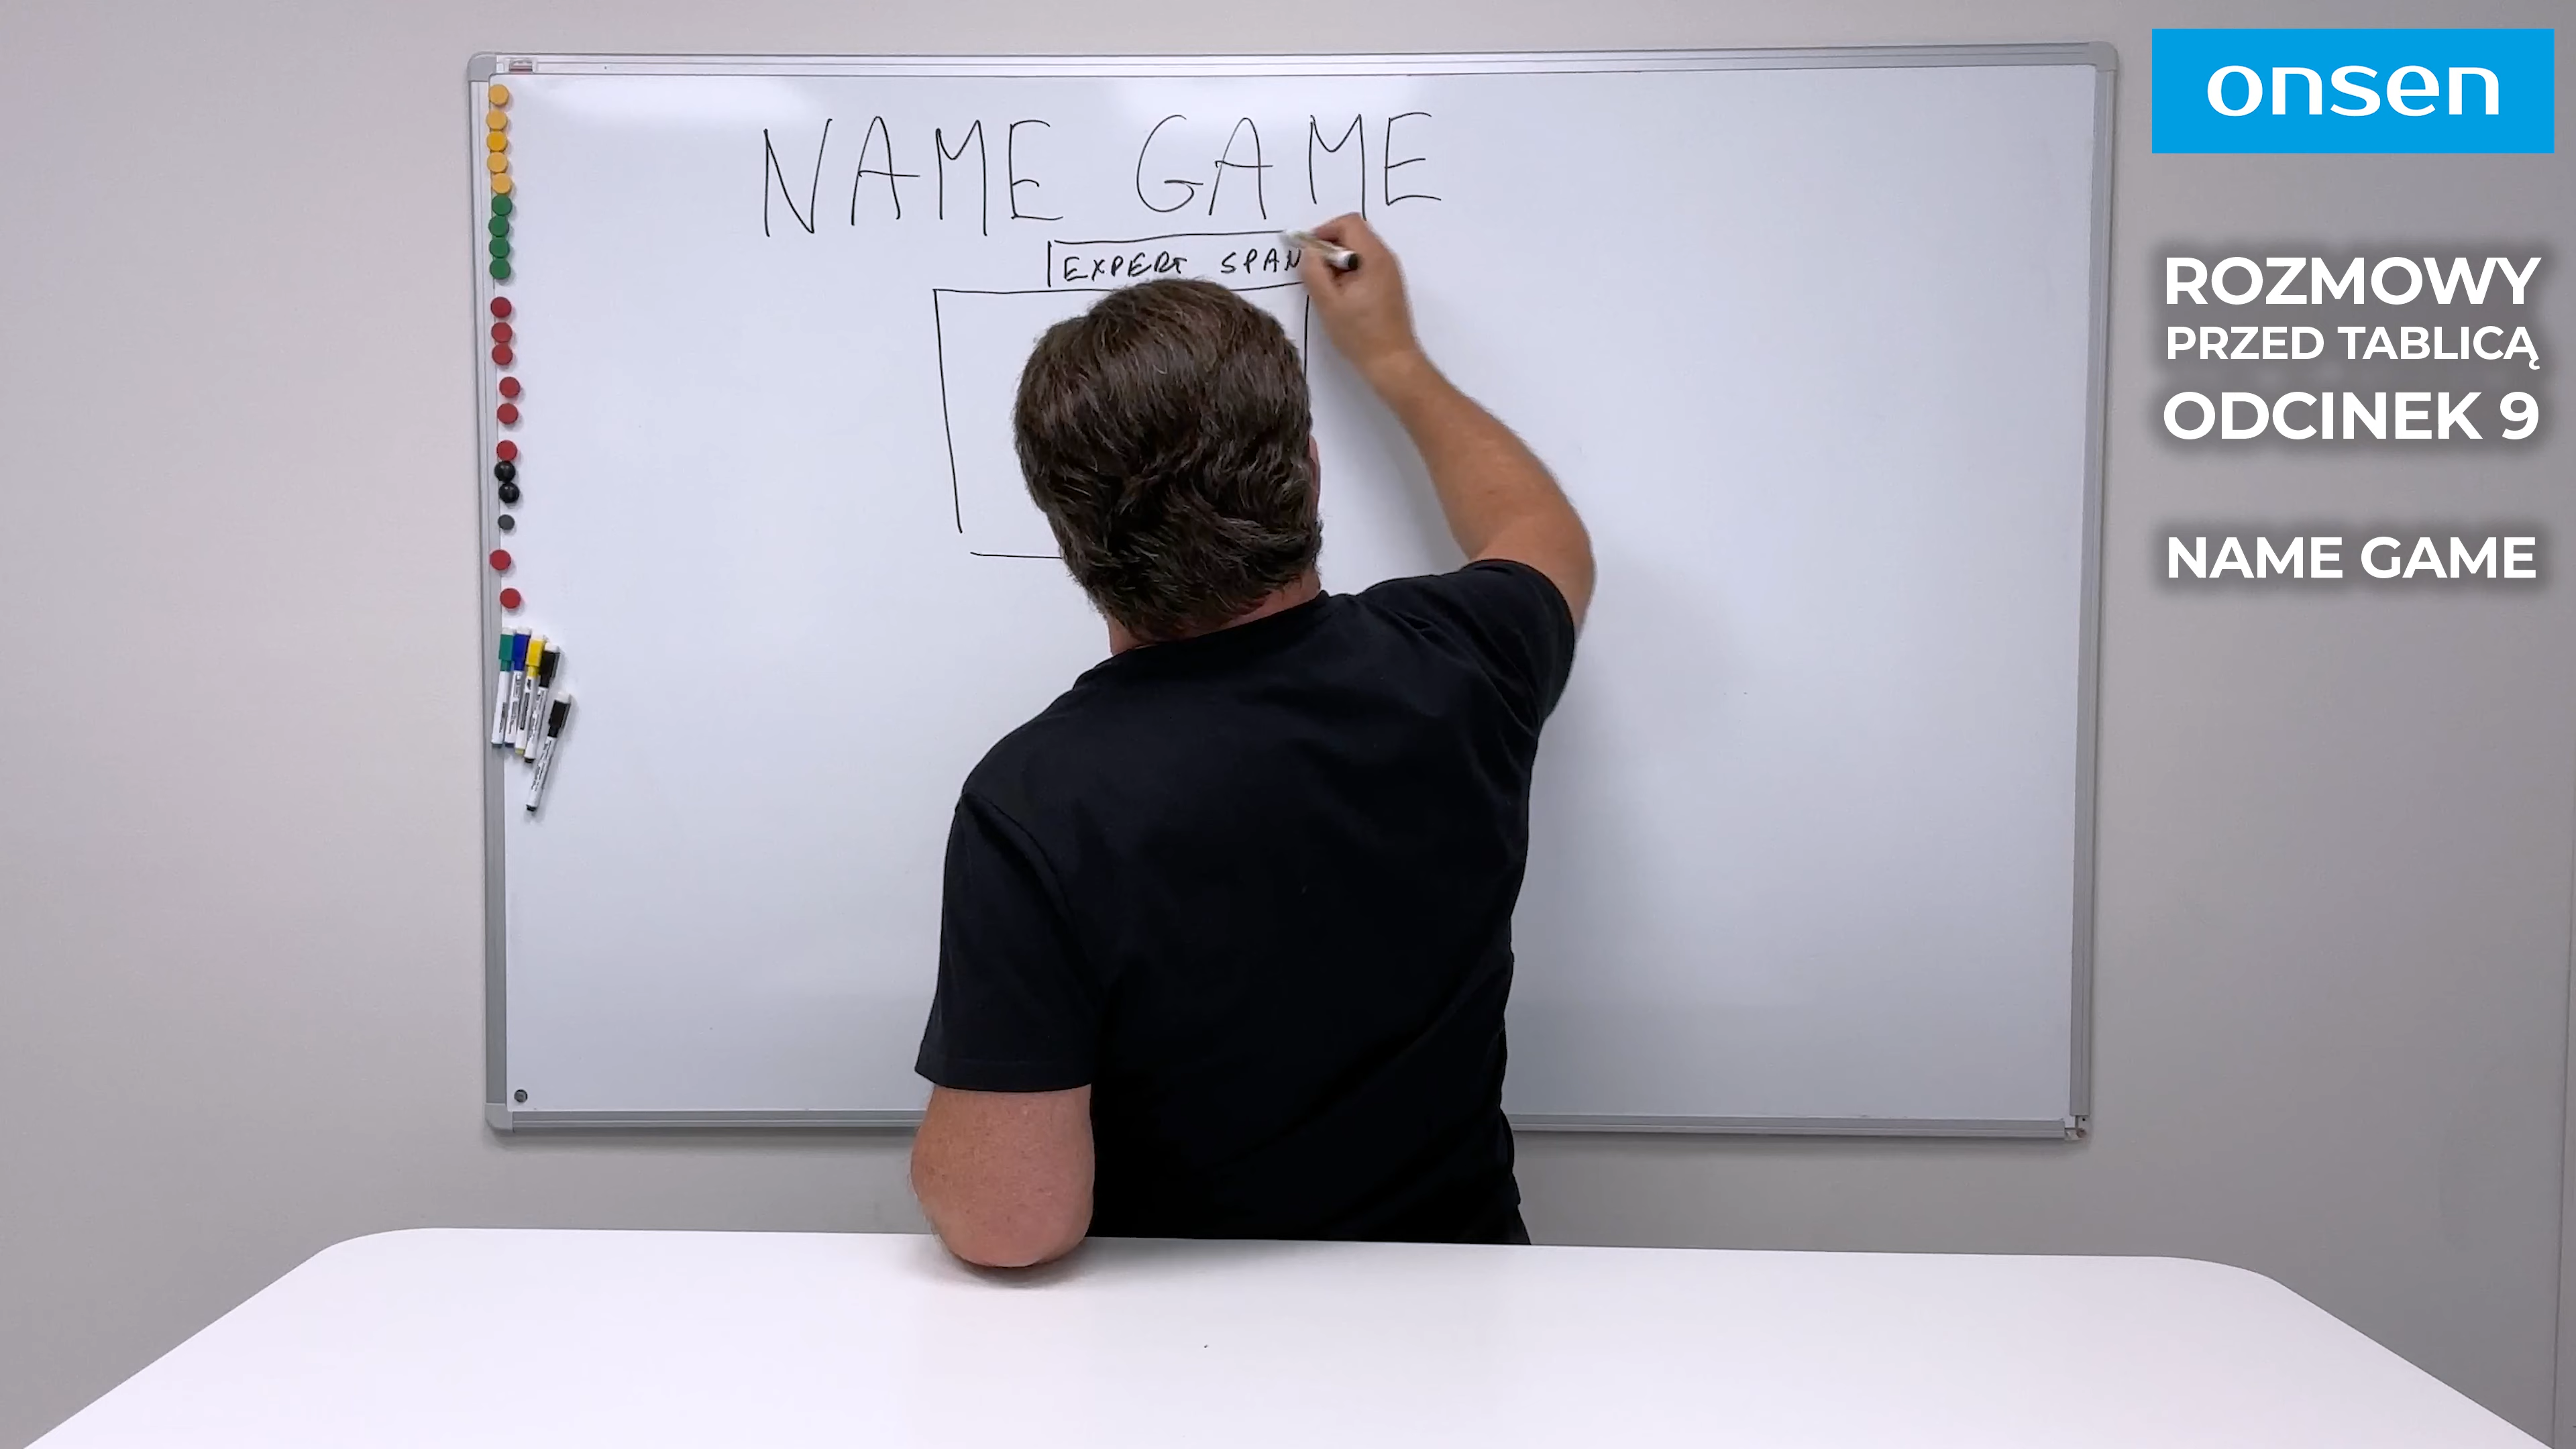 NAME GAME
EXPERT SPAN
onsen
ROZMOWY
PRZED TABLICĄ
ODCINEK 9
NAME GAME